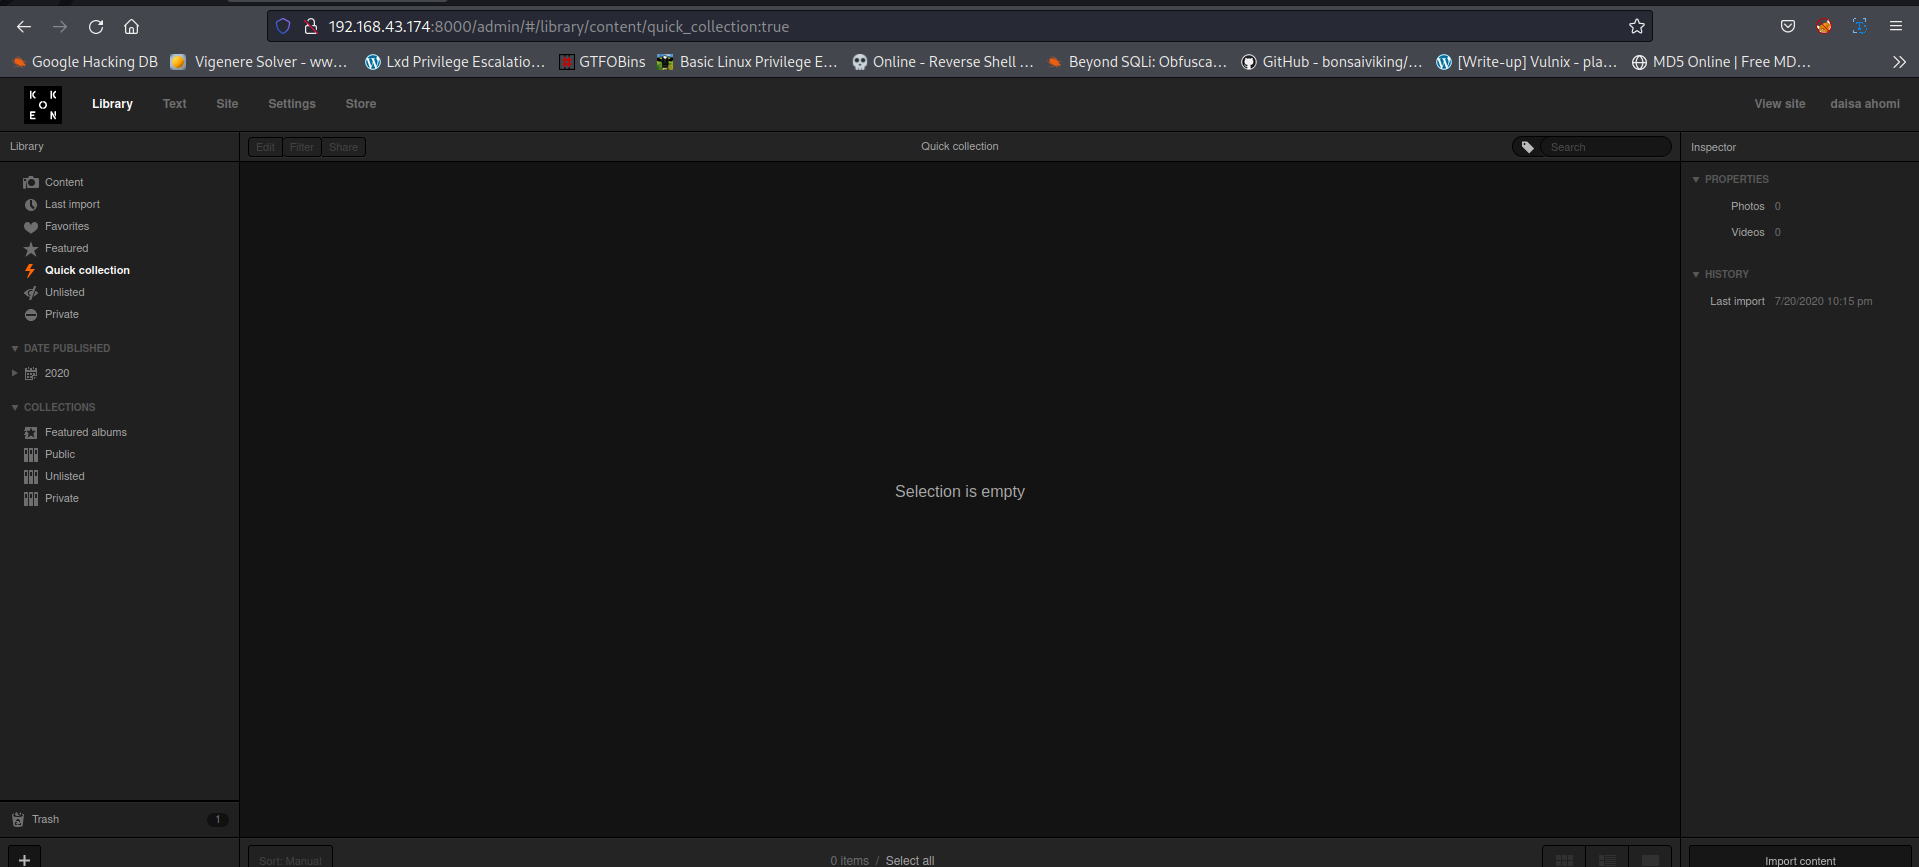 192.168.43.174:8000/admin/#/library/content/quick_collection:true
Google Hacking DB Vigenere Solver - ww… Lxd Privilege Escalatio… GTFOBins Basic Linux Privilege E… Online - Reverse Shell … Beyond SQLi: Obfusca… GitHub - bonsaiviking/… [Write-up] Vulnix - pla… MD5 Online | Free MD…
K K O E N Library Text Site Settings Store View site daisa ahomi
Library Edit Filter Share Quick collection Search Inspector
Content
Last import
Favorites
Featured
Quick collection
Unlisted
Private
DATE PUBLISHED
2020
COLLECTIONS
Featured albums
Public
Unlisted
Private
Trash 1
Selection is empty
PROPERTIES
Photos 0
Videos 0
HISTORY
Last import 7/20/2020 10:15 pm
+ Sort: Manual 0 items / Select all Import content